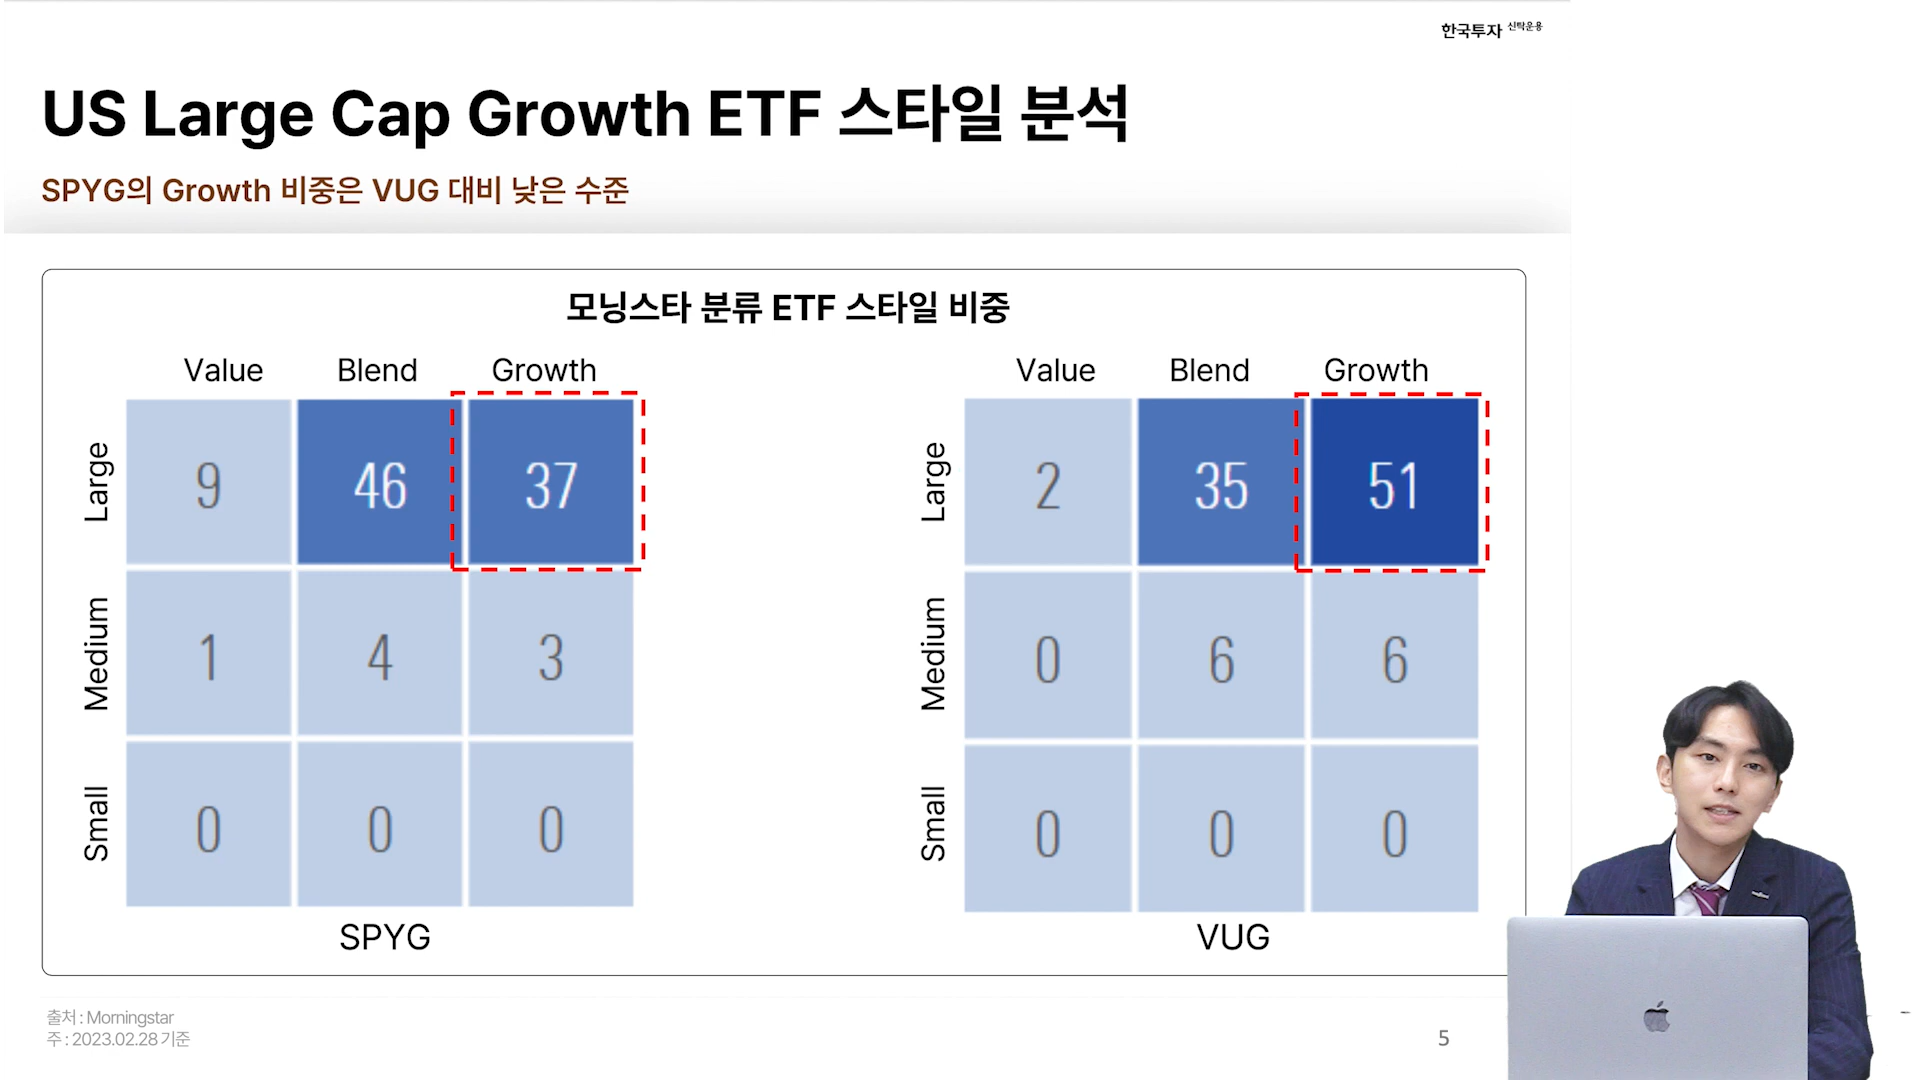 한국투자 신탁운용
US Large Cap Growth ETF 스타일 분석
SPYG의 Growth 비중은 VUG 대비 낮은 수준
모닝스타 분류 ETF 스타일 비중
Value Blend Growth
Large 9 46 37
Medium 1 4 3
Small 0 0 0
SPYG
Value Blend Growth
Large 2 35 51
Medium 0 6 6
Small 0 0 0
VUG
출처 : Morningstar
주 : 2023.02.28 기준
5